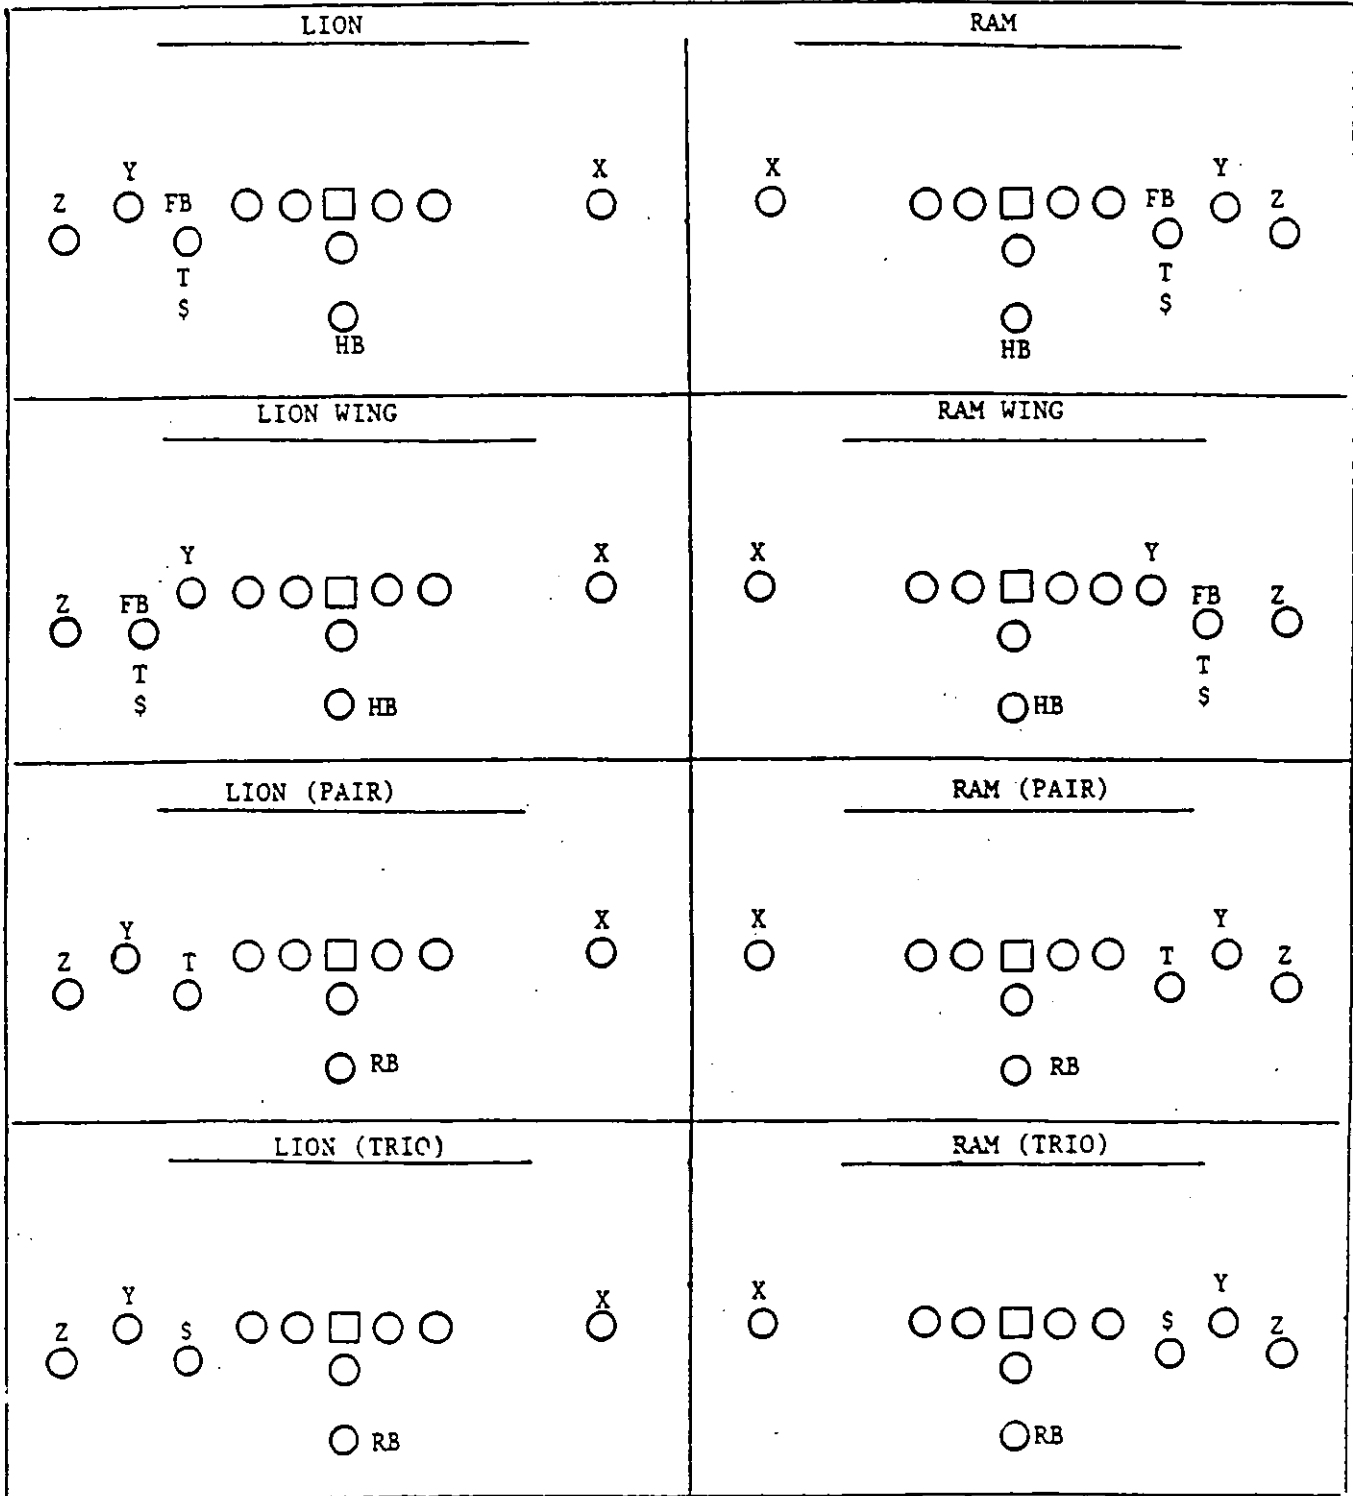 LION
Y X
Z FB
T
$
HB
RAM
X Y
FB Z
T
$
HB
LION WING
Y X
Z FB
T
$
HB
RAM WING
X Y
FB Z
T
$
HB
LION (PAIR)
Y X
Z T
RB
RAM (PAIR)
X Y
T Z
RB
LION (TRIO)
Y X
Z $
RB
RAM (TRIO)
X Y
$ Z
RB